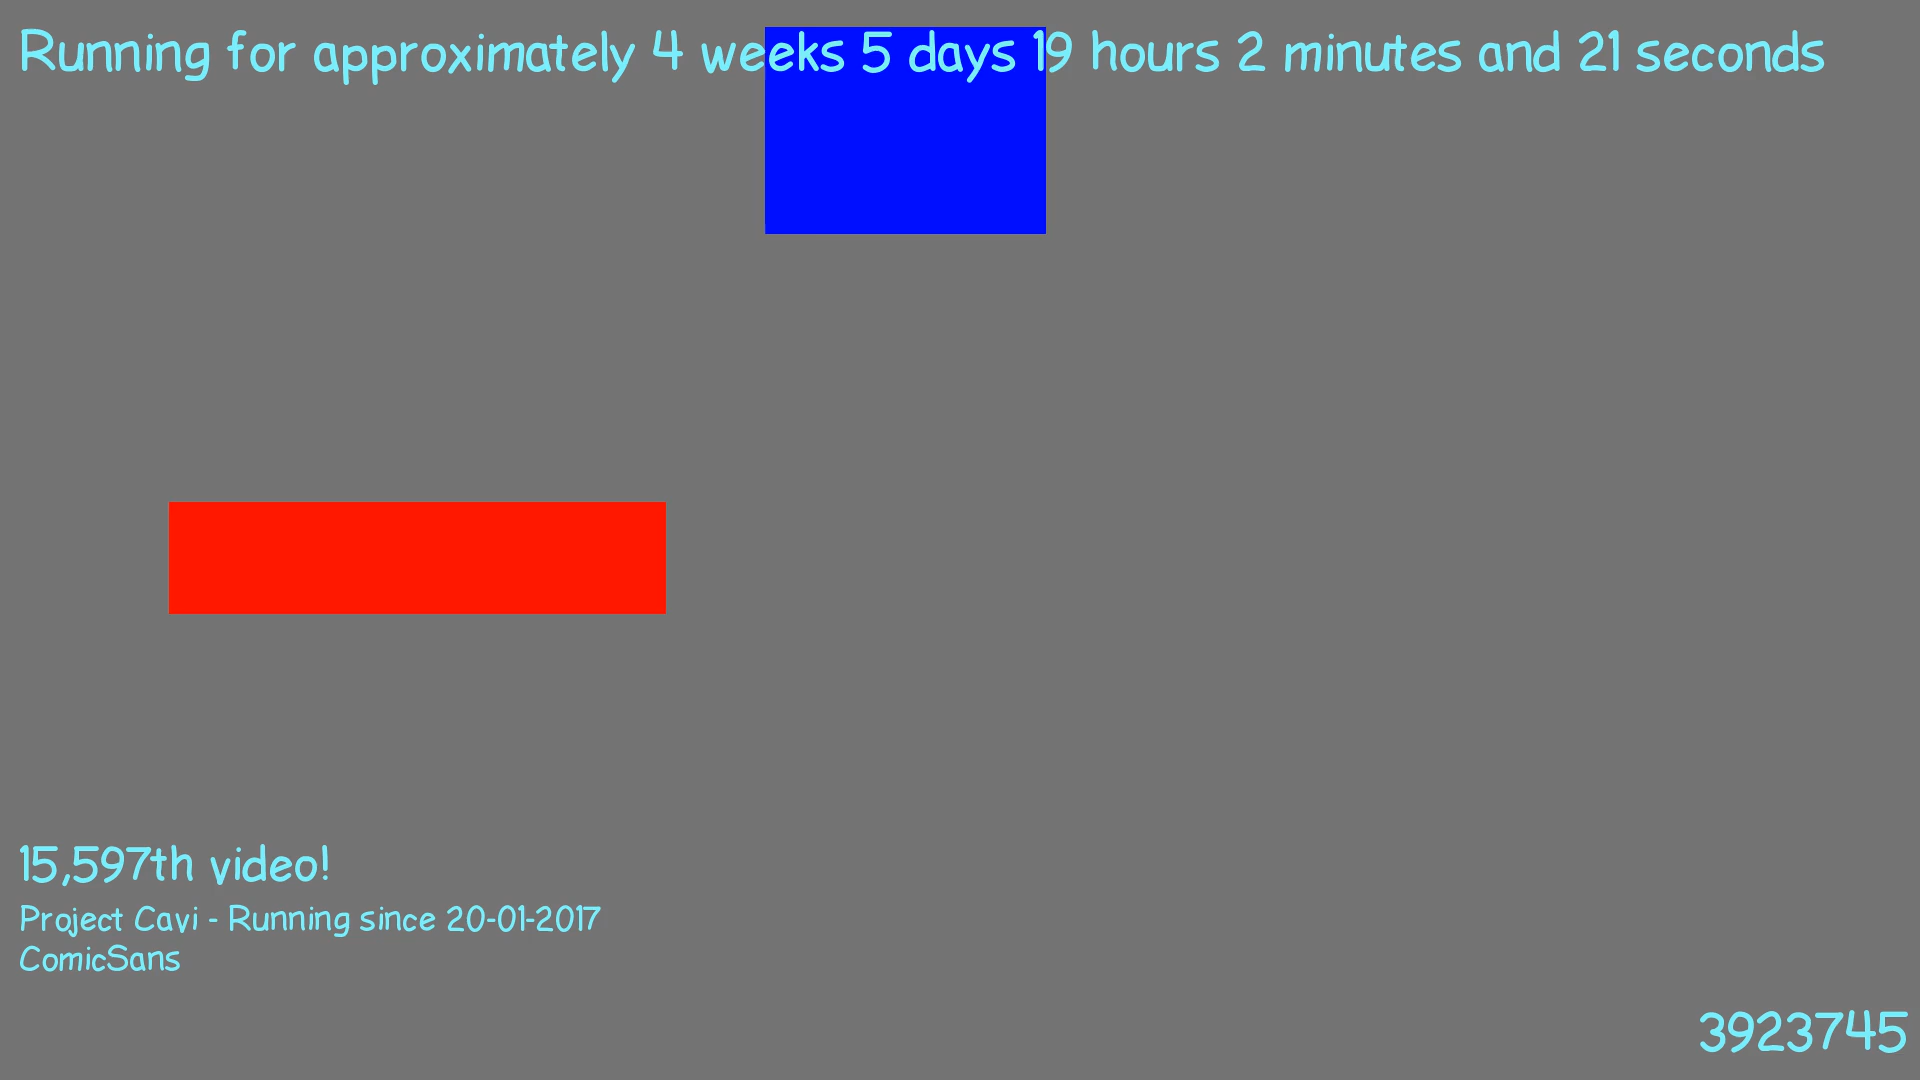 Running for approximately 4 weeks 5 days 19 hours 2 minutes and 21 seconds
15,597th video!
Project Cavi - Running since 20-01-2017
ComicSans
3923745